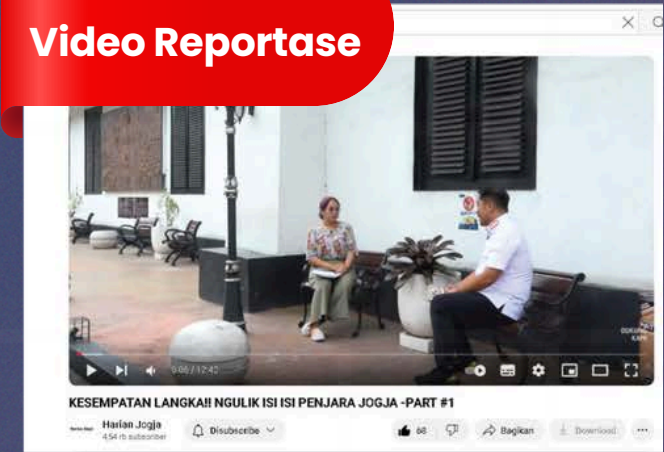 Video Reportase
0:06 / 12:42
KESEMPATAN LANGKA!! NGULIK ISI ISI PENJARA JOGJA -PART #1
Harian Jogja
4,54 rb subscriber
Disubscribe
68
Bagikan
Download